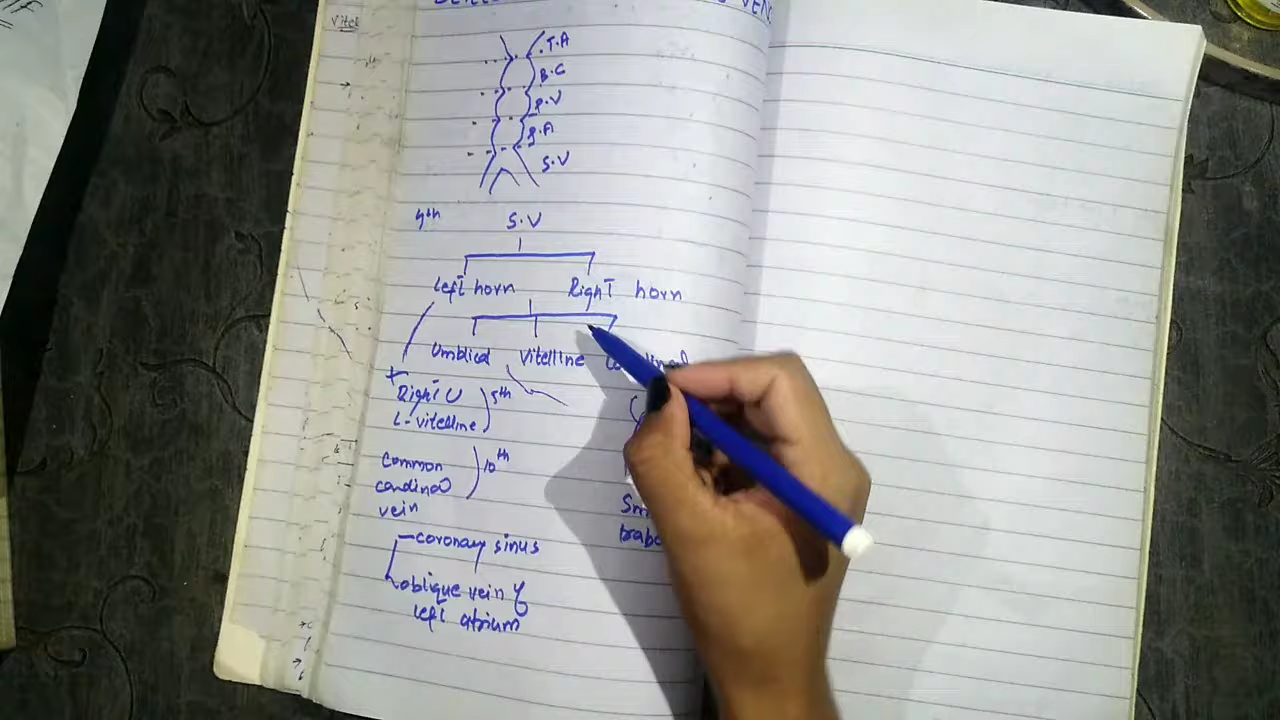 vitel
T.A
B.C
P.V
P.A
S.V
4th
S.V
Left horn
Right horn
Umblical vitelline
Right U
L-vitelline
5th
common
cardinal
vein
10th
coronary sinus
oblique vein of
left atrium